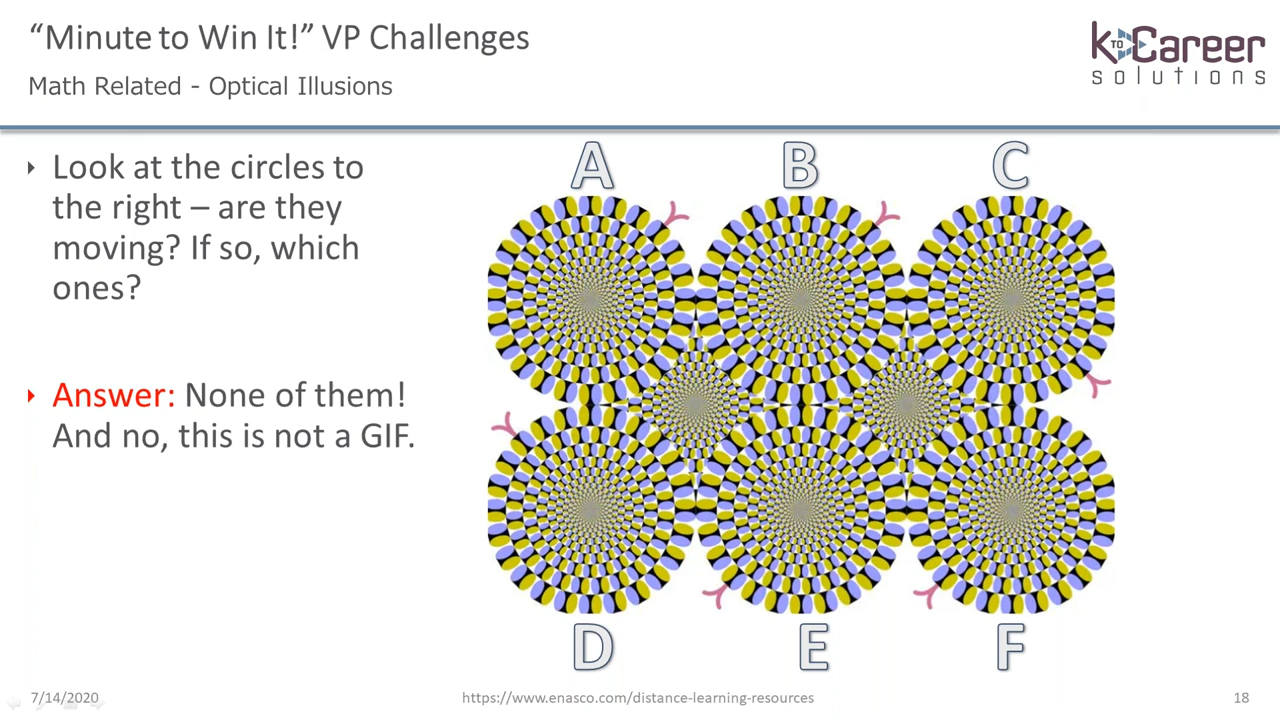 “Minute to Win It!” VP Challenges
Math Related - Optical Illusions
K TO Career
solutions
Look at the circles to
the right – are they
moving? If so, which
ones?
Answer: None of them!
And no, this is not a GIF.
A B C
D E F
7/14/2020
https://www.enasco.com/distance-learning-resources
18